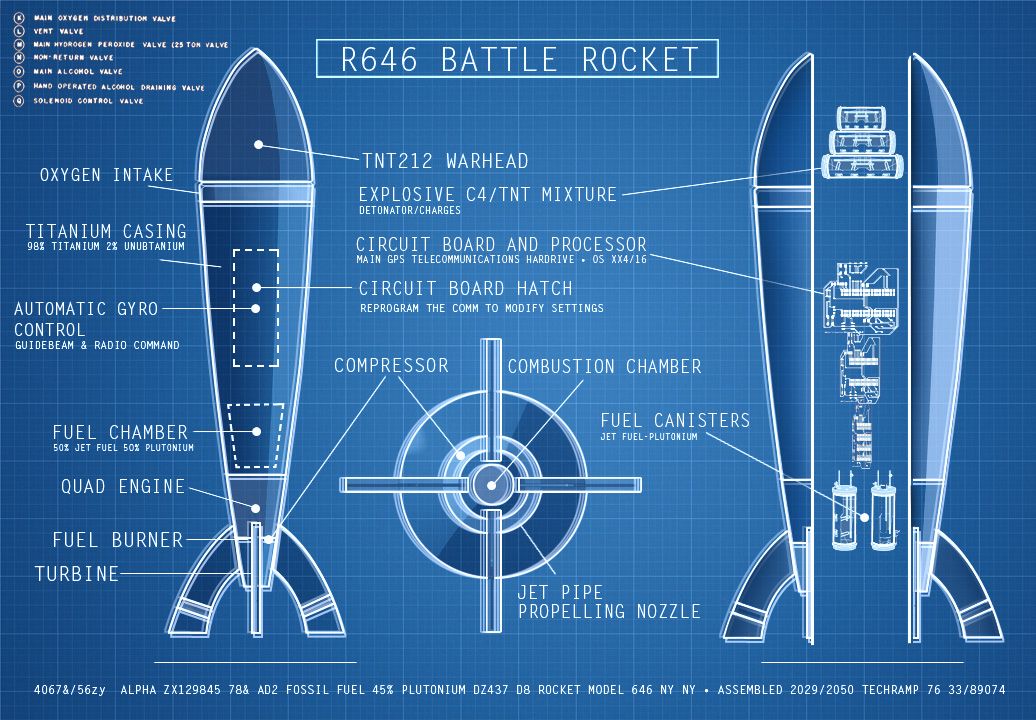 K MAIN OXYGEN DISTRIBUTION VALVE
L VENT VALVE
M MAIN HYDROGEN PEROXIDE VALVE (25 TON VALVE
N NON-RETURN VALVE
O MAIN ALCOHOL VALVE
P HAND OPERATED ALCOHOL DRAINING VALVE
Q SOLENOID CONTROL VALVE
R646 BATTLE ROCKET
OXYGEN INTAKE
TITANIUM CASING
98% TITANIUM 2% UNUBTANIUM
AUTOMATIC GYRO
CONTROL
GUIDEBEAM & RADIO COMMAND
FUEL CHAMBER
50% JET FUEL 50% PLUTONIUM
QUAD ENGINE
FUEL BURNER
TURBINE
TNT212 WARHEAD
EXPLOSIVE C4/TNT MIXTURE
DETONATOR/CHARGES
CIRCUIT BOARD AND PROCESSOR
MAIN GPS TELECOMMUNICATIONS HARDRIVE • OS XX4/16
CIRCUIT BOARD HATCH
REPROGRAM THE COMM TO MODIFY SETTINGS
COMPRESSOR
COMBUSTION CHAMBER
FUEL CANISTERS
JET FUEL-PLUTONIUM
JET PIPE
PROPELLING NOZZLE
4067&/56zy ALPHA ZX129845 78& AD2 FOSSIL FUEL 45% PLUTONIUM DZ437 D8 ROCKET MODEL 646 NY NY • ASSEMBLED 2029/2050 TECHRAMP 76 33/89074